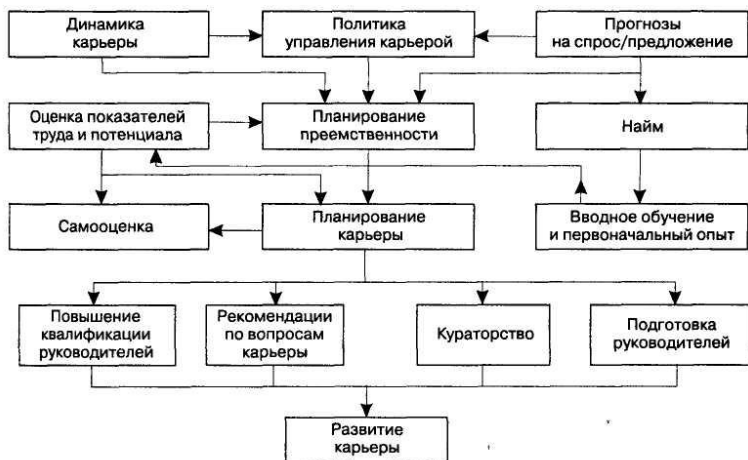 Динамика
карьеры
Политика
управления карьерой
Прогнозы
на спрос/предложение
Оценка показателей
труда и потенциала
Планирование
преемственности
Найм
Самооценка
Планирование
карьеры
Вводное обучение
и первоначальный опыт
Повышение
квалификации
руководителей
Рекомендации
по вопросам
карьеры
Кураторство
Подготовка
руководителей
Развитие
карьеры